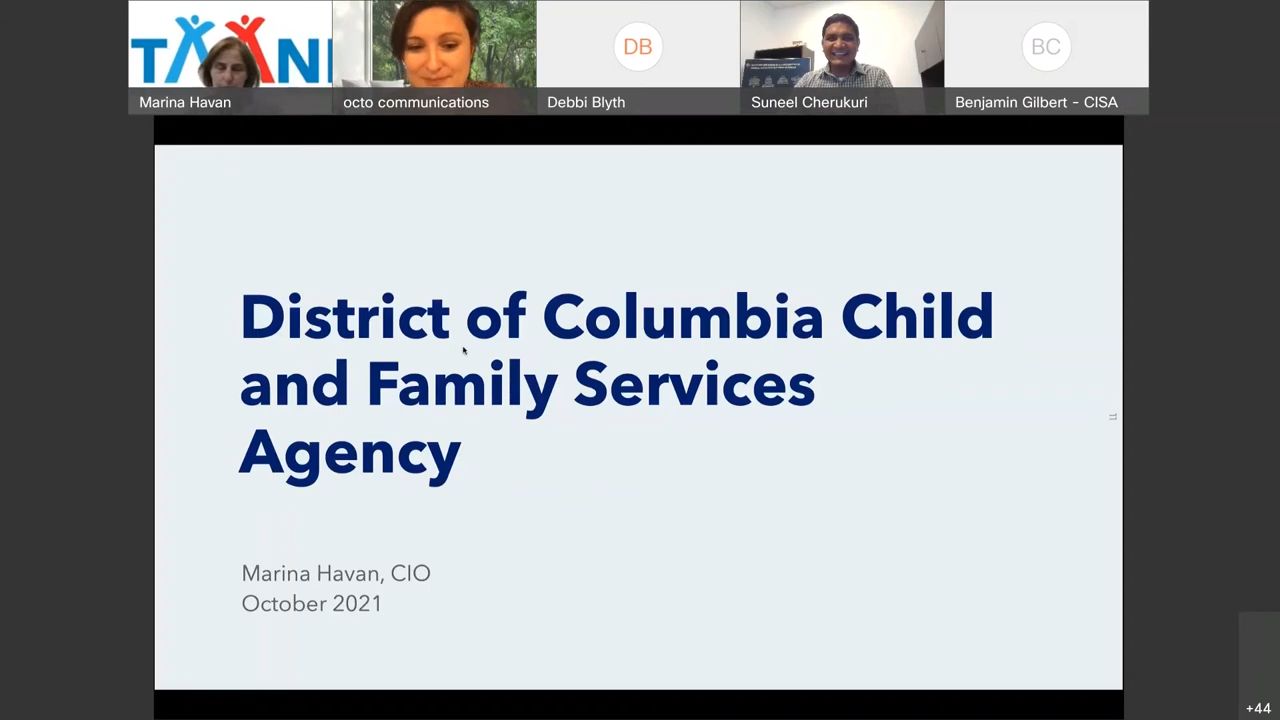 TAANI
Marina Havan
octo communications
DB
Debbi Blyth
Suneel Cherukuri
BC
Benjamin Gilbert - CISA
District of Columbia Child
and Family Services
Agency
Marina Havan, CIO
October 2021
+44